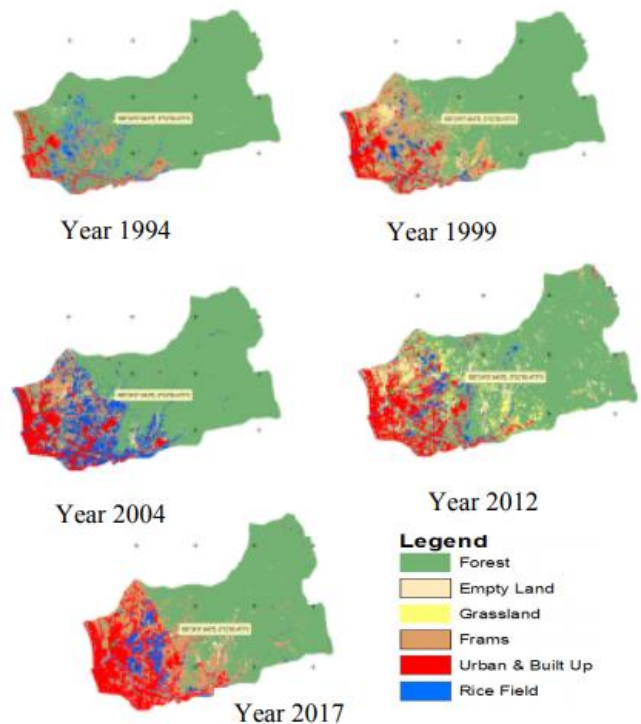 Year 1994
Year 1999
Year 2004
Year 2012
Year 2017
Legend
Forest
Empty Land
Grassland
Frams
Urban & Built Up
Rice Field